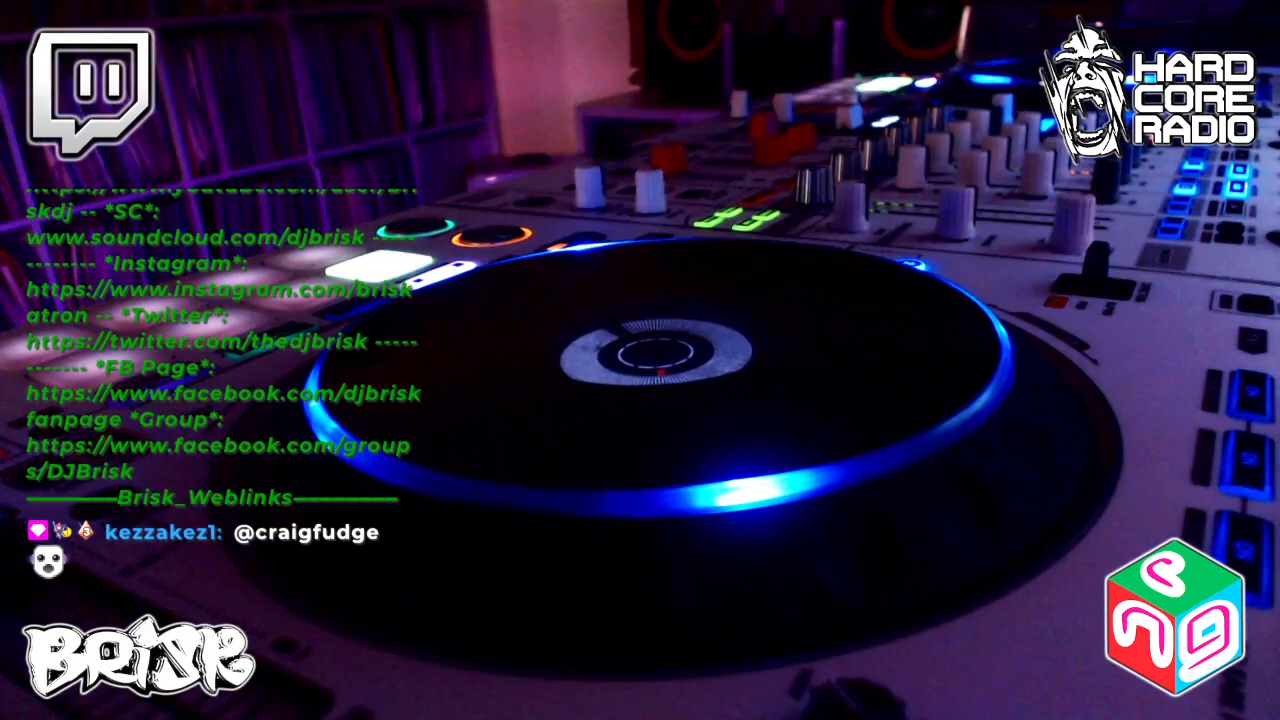 HARD
CORE
RADIO
skdj -- *SC*:
www.soundcloud.com/djbrisk -----
-------- *Instagram*:
https://www.instagram.com/brisk
atron -- *Twitter*:
https://twitter.com/thedjbrisk -----
------- *FB Page*:
https://www.facebook.com/djbrisk
fanpage *Group*:
https://www.facebook.com/group
s/DJBrisk
————Brisk_Weblinks————
kezzakez1: @craigfudge
BRISK